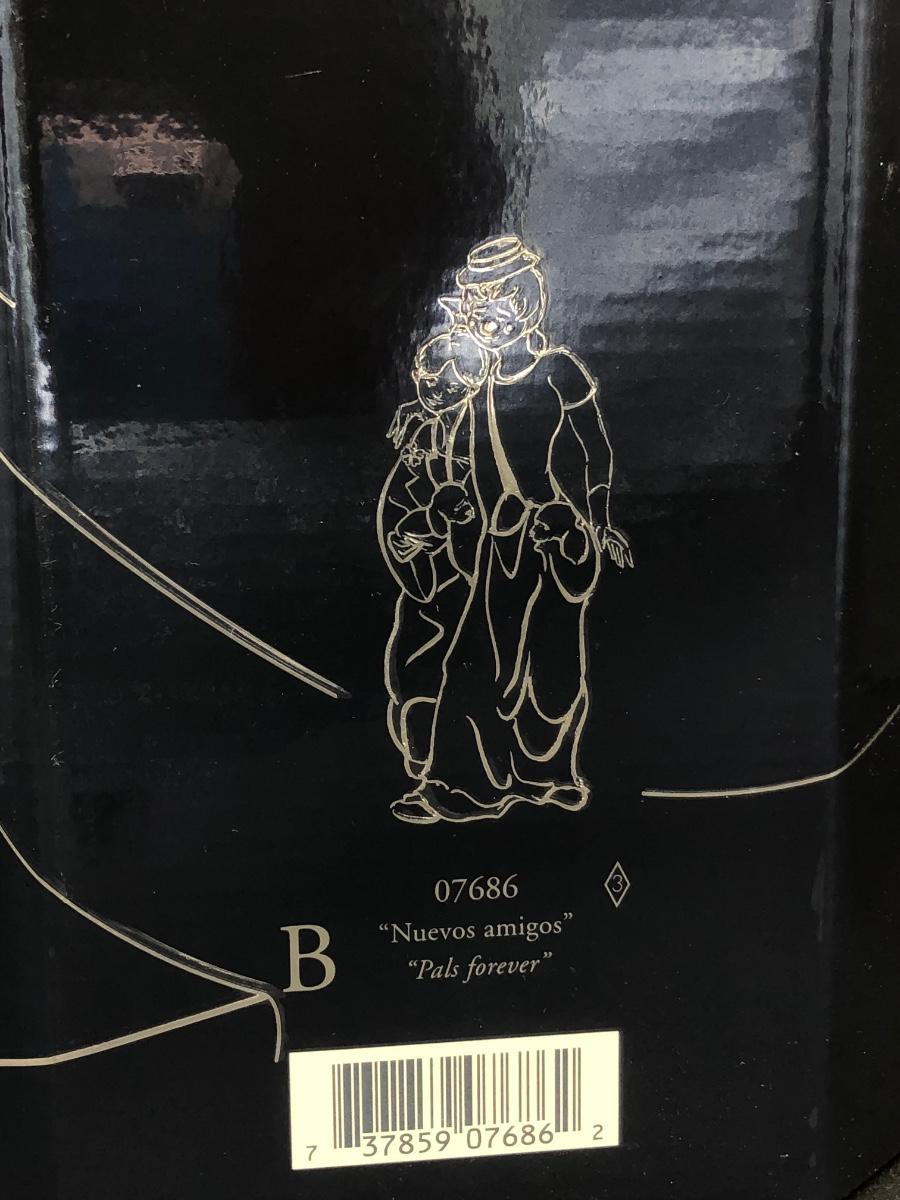 07686
3
B
“Nuevos amigos”
“Pals forever”
7 37859 07686 2